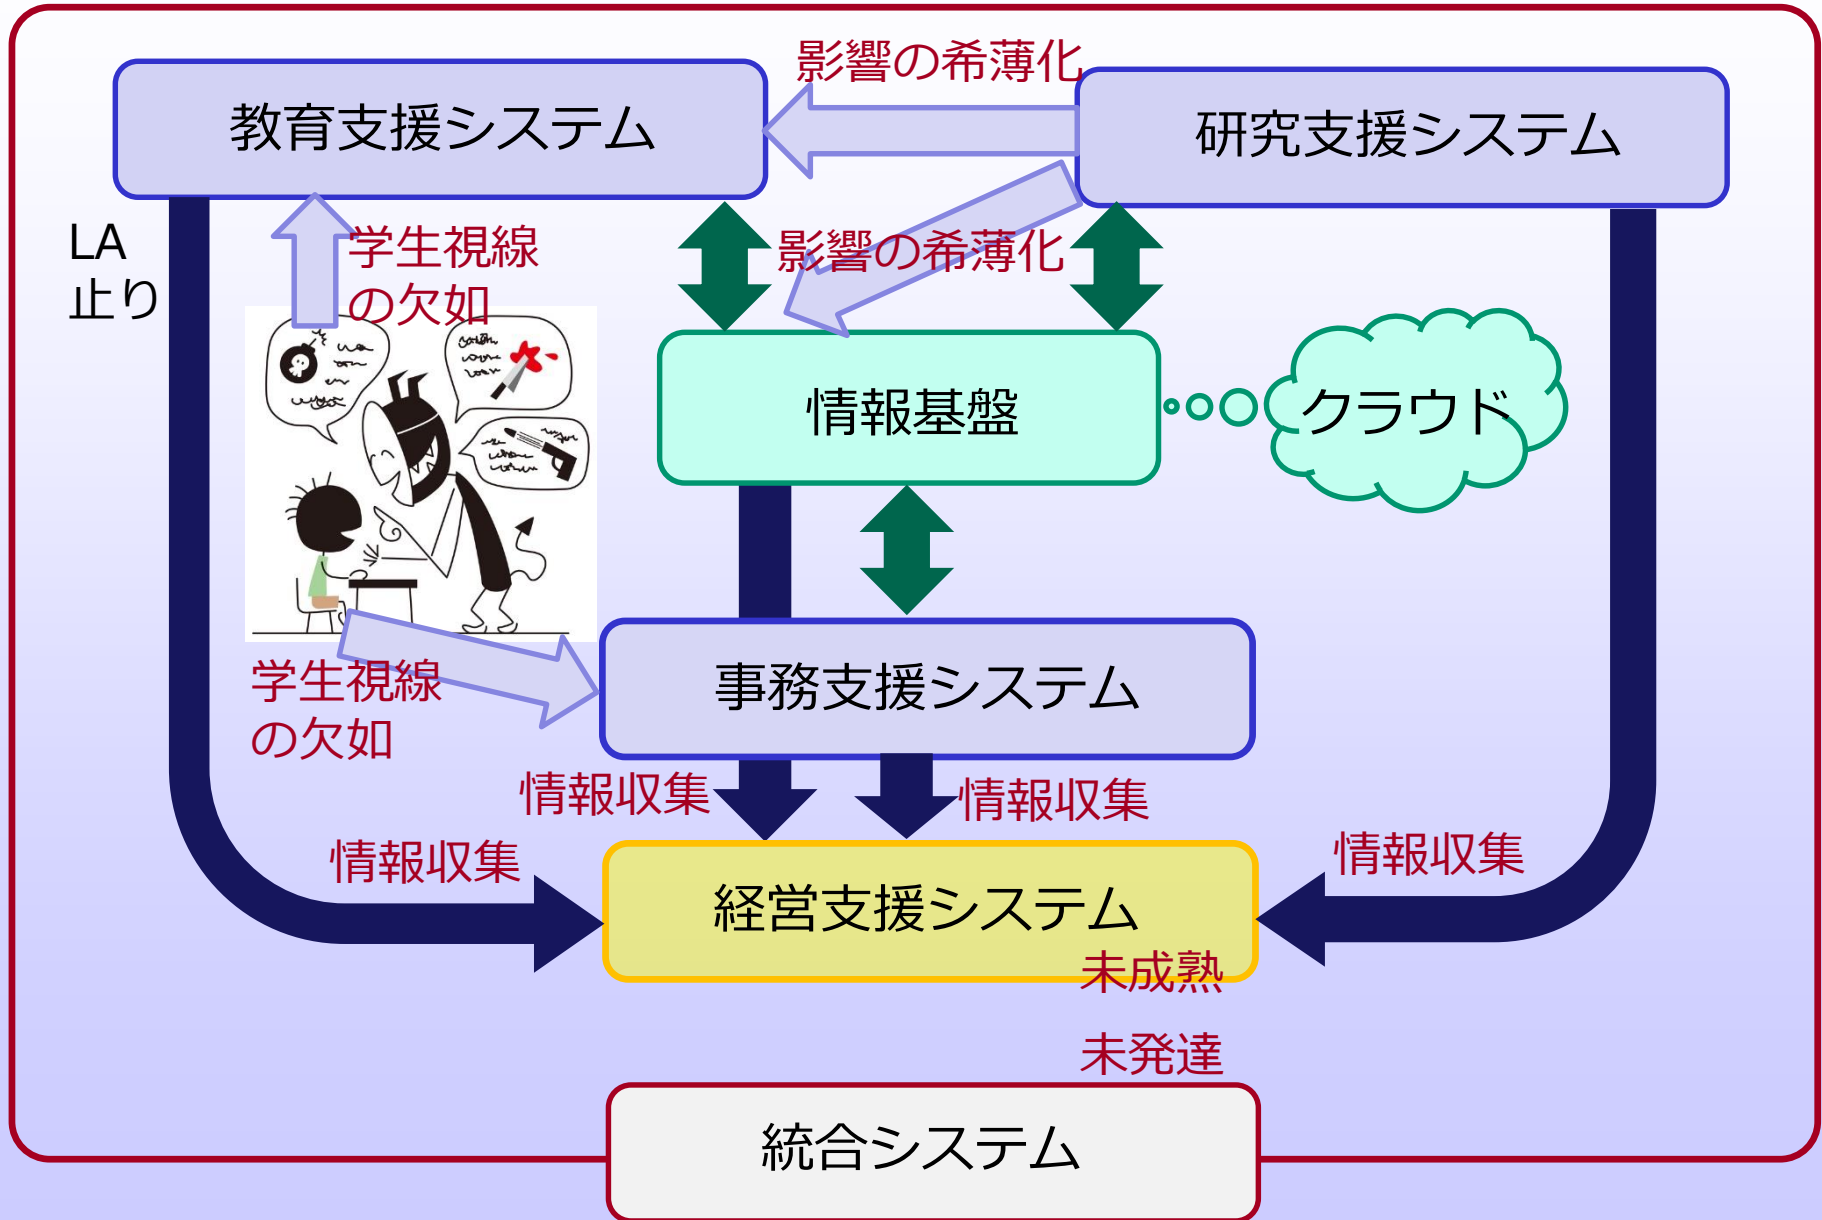 影響の希薄化
教育支援システム
研究支援システム
LA
止り
学生視線
の欠如
影響の希薄化
情報基盤
クラウド
事務支援システム
学生視線
の欠如
情報収集
情報収集
情報収集
情報収集
経営支援システム
未成熟
未発達
統合システム